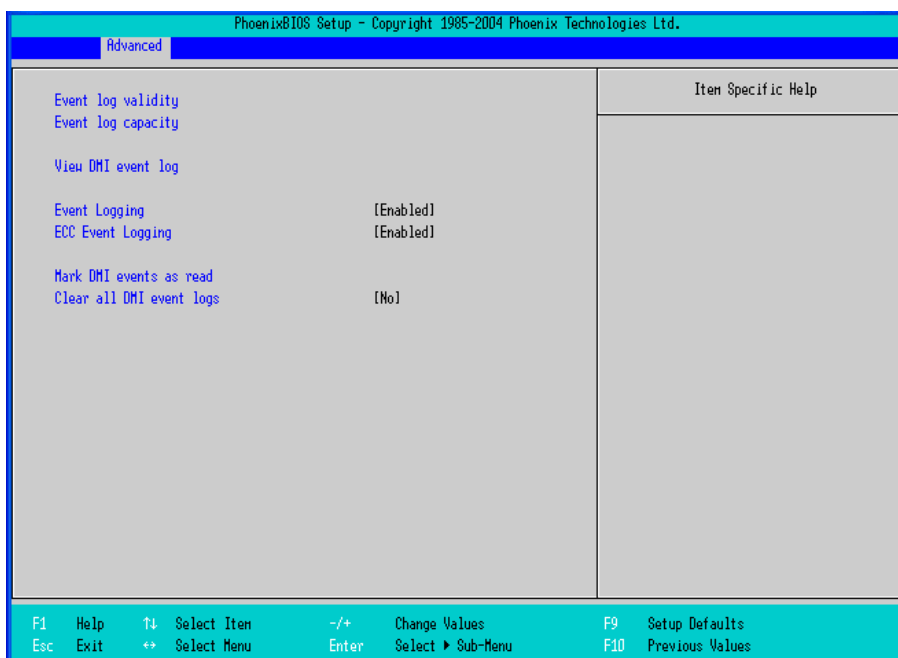 PhoenixBIOS Setup - Copyright 1985-2004 Phoenix Technologies Ltd.
Advanced
Item Specific Help
Event log validity
Event log capacity
View DMI event log
Event Logging [Enabled]
ECC Event Logging [Enabled]
Mark DMI events as read
Clear all DMI event logs [No]
F1 Help ↑↓ Select Item -/+ Change Values F9 Setup Defaults
Esc Exit ↔ Select Menu Enter Select ▶ Sub-Menu F10 Previous Values